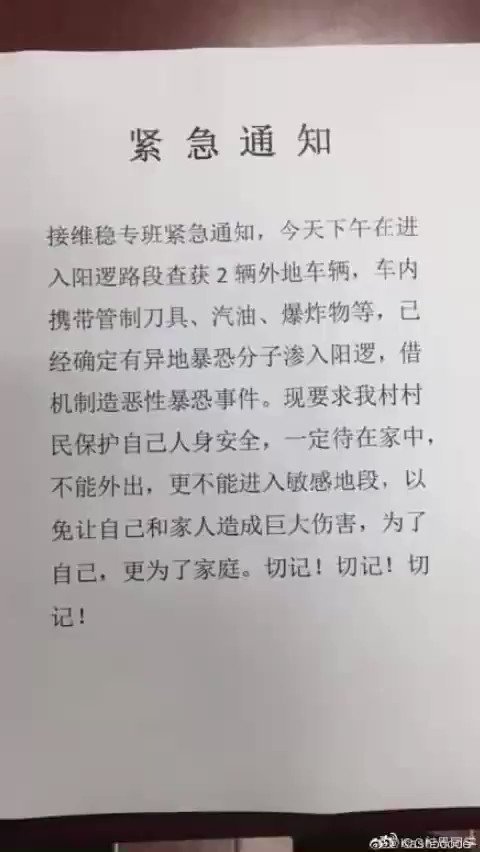 紧急通知
接维稳专班紧急通知，今天下午在进
入阳逻路段查获2辆外地车辆，车内
携带管制刀具、汽油、爆炸物等，已
经确定有异地暴恐分子渗入阳逻，借
机制造恶性暴恐事件。现要求我村村
民保护自己人身安全，一定待在家中，
不能外出，更不能进入敏感地段，以
免让自己和家人造成巨大伤害，为了
自己，更为了家庭。切记！切记！切
记！